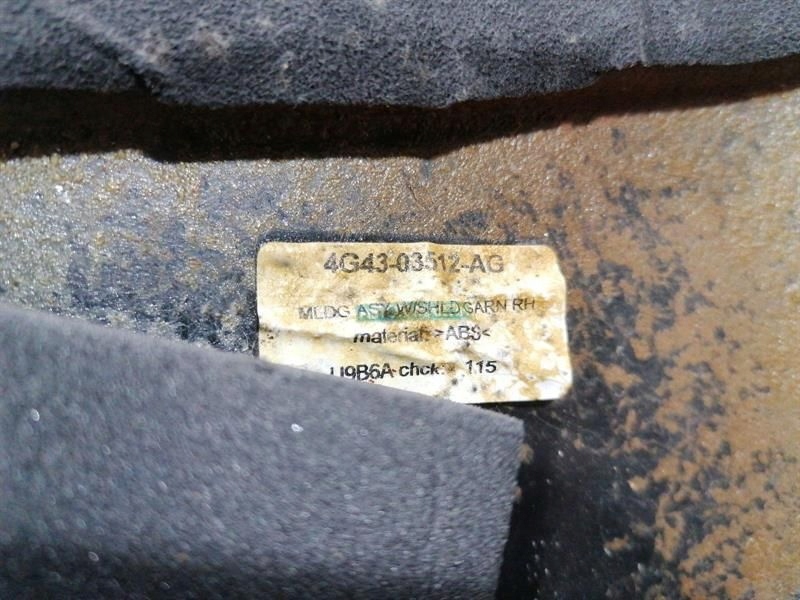 4G43-03512-AG
MLDG ASY W/SHLD GARN RH
material: >ABS<
U9B6A chck: 115